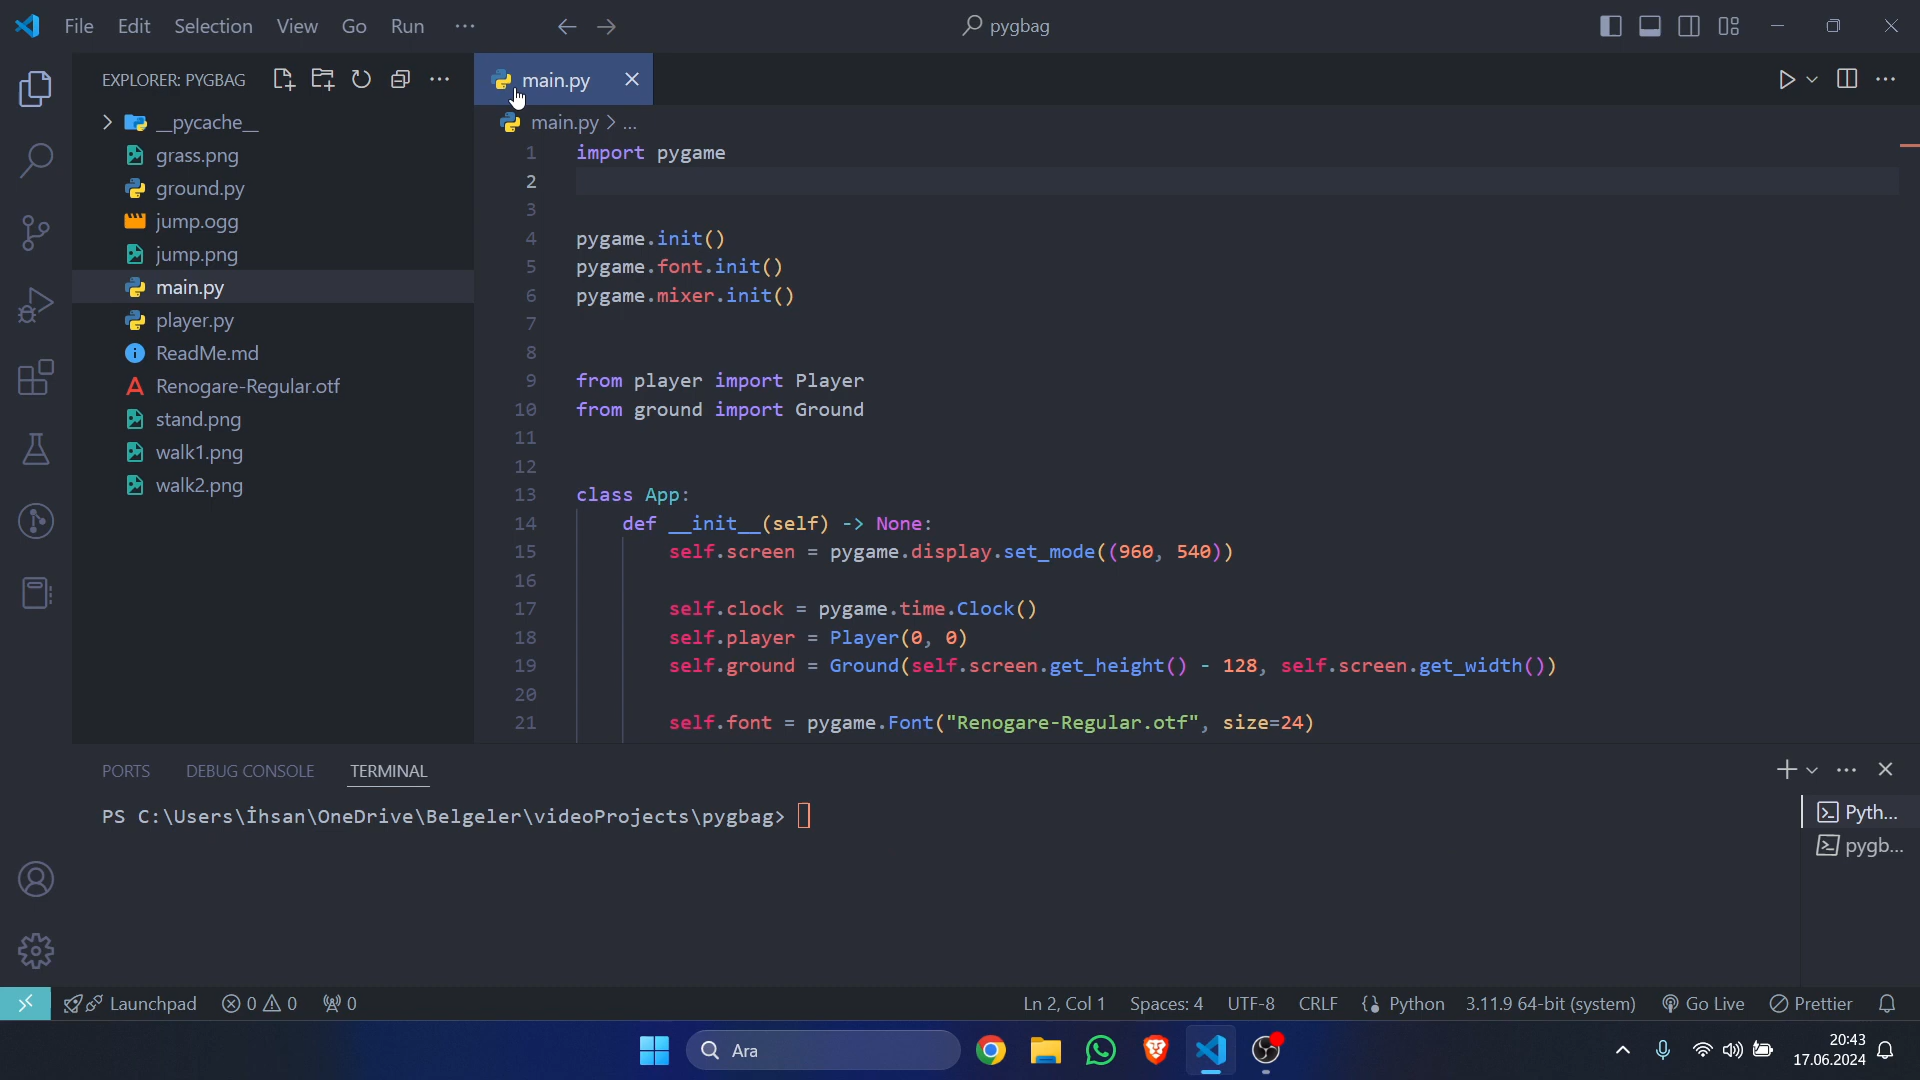 File Edit Selection View Go Run ···
pygbag
EXPLORER: PYGBAG
__pycache__
grass.png
ground.py
jump.ogg
jump.png
main.py
player.py
ReadMe.md
Renogare-Regular.otf
stand.png
walk1.png
walk2.png
main.py
main.py > ...
1 import pygame
2
3
4 pygame.init()
5 pygame.font.init()
6 pygame.mixer.init()
7
8
9 from player import Player
10 from ground import Ground
11
12
13 class App:
14 def __init__(self) -> None:
15 self.screen = pygame.display.set_mode((960, 540))
16
17 self.clock = pygame.time.Clock()
18 self.player = Player(0, 0)
19 self.ground = Ground(self.screen.get_height() - 128, self.screen.get_width())
20
21 self.font = pygame.Font("Renogare-Regular.otf", size=24)
PORTS DEBUG CONSOLE TERMINAL
PS C:\Users\İhsan\OneDrive\Belgeler\videoProjects\pygbag>
Pyth...
pygb...
Launchpad 0 0 0 Ln 2, Col 1 Spaces: 4 UTF-8 CRLF Python 3.11.9 64-bit (system) Go Live Prettier
Ara
20:43
17.06.2024